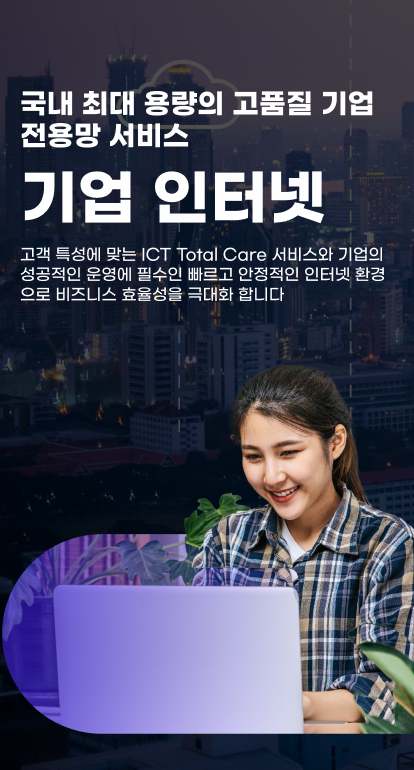 국내 최대 용량의 고품질 기업
전용망 서비스
기업 인터넷
고객 특성에 맞는 ICT Total Care 서비스와 기업의
성공적인 운영에 필수인 빠르고 안정적인 인터넷 환경
으로 비즈니스 효율성을 극대화 합니다